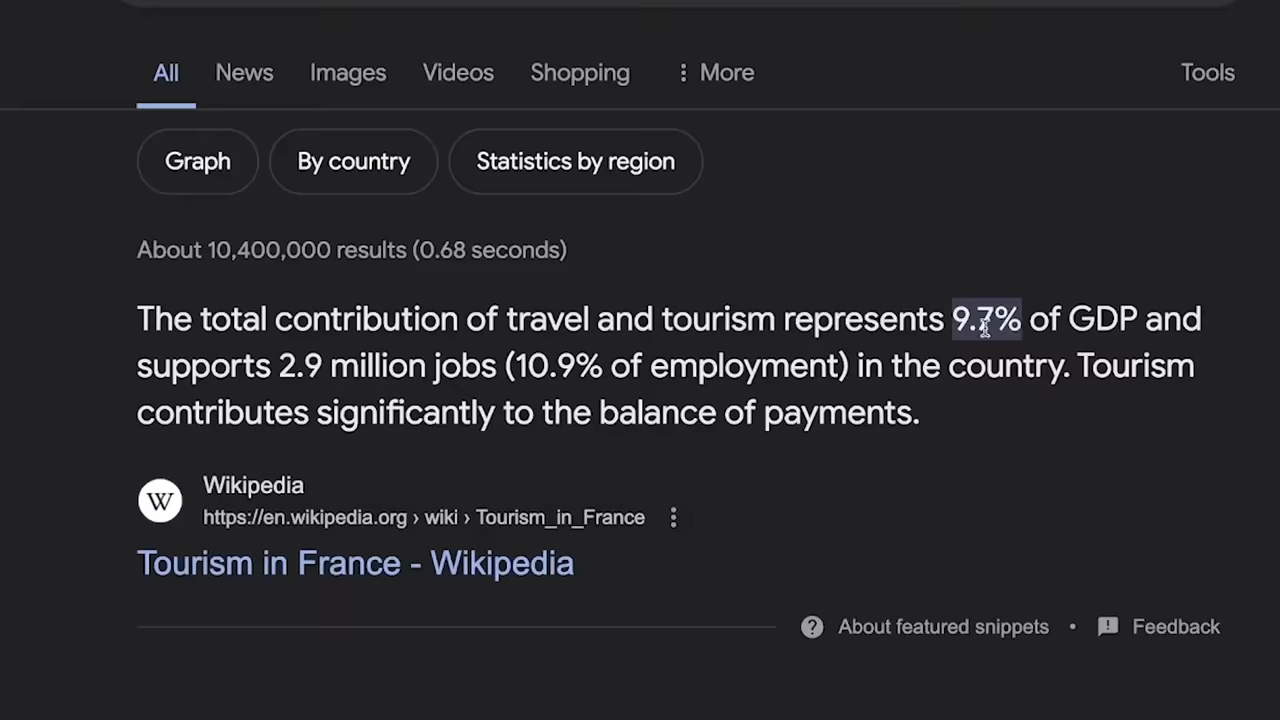 All News Images Videos Shopping More Tools
Graph By country Statistics by region
About 10,400,000 results (0.68 seconds)
The total contribution of travel and tourism represents 9.7% of GDP and
supports 2.9 million jobs (10.9% of employment) in the country. Tourism
contributes significantly to the balance of payments.
W Wikipedia
https://en.wikipedia.org › wiki › Tourism_in_France
Tourism in France - Wikipedia
About featured snippets • Feedback